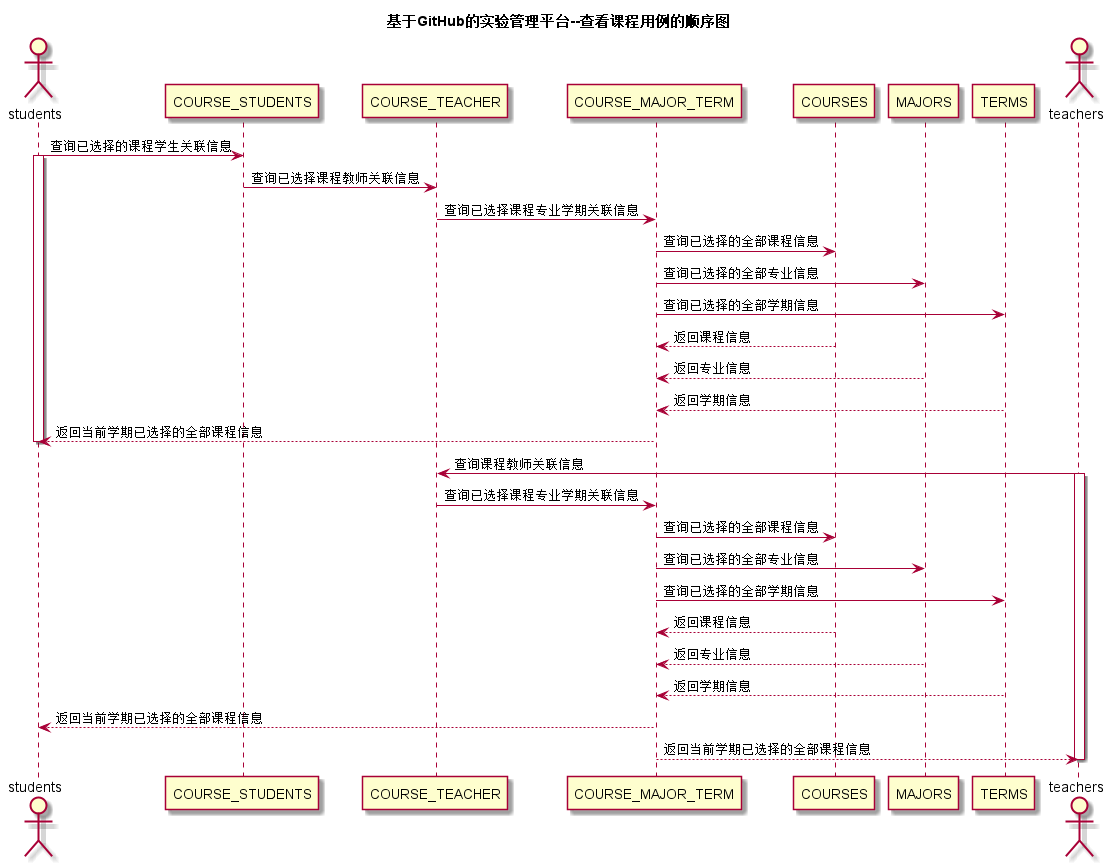 基于GitHub的实验管理平台--查看课程用例的顺序图
students
COURSE_STUDENTS
COURSE_TEACHER
COURSE_MAJOR_TERM
COURSES
MAJORS
TERMS
teachers
查询已选择的课程学生关联信息
查询已选择课程教师关联信息
查询已选择课程专业学期关联信息
查询已选择的全部课程信息
查询已选择的全部专业信息
查询已选择的全部学期信息
返回课程信息
返回专业信息
返回学期信息
返回当前学期已选择的全部课程信息
查询课程教师关联信息
查询已选择课程专业学期关联信息
查询已选择的全部课程信息
查询已选择的全部专业信息
查询已选择的全部学期信息
返回课程信息
返回专业信息
返回学期信息
返回当前学期已选择的全部课程信息
返回当前学期已选择的全部课程信息
students
COURSE_STUDENTS
COURSE_TEACHER
COURSE_MAJOR_TERM
COURSES
MAJORS
TERMS
teachers